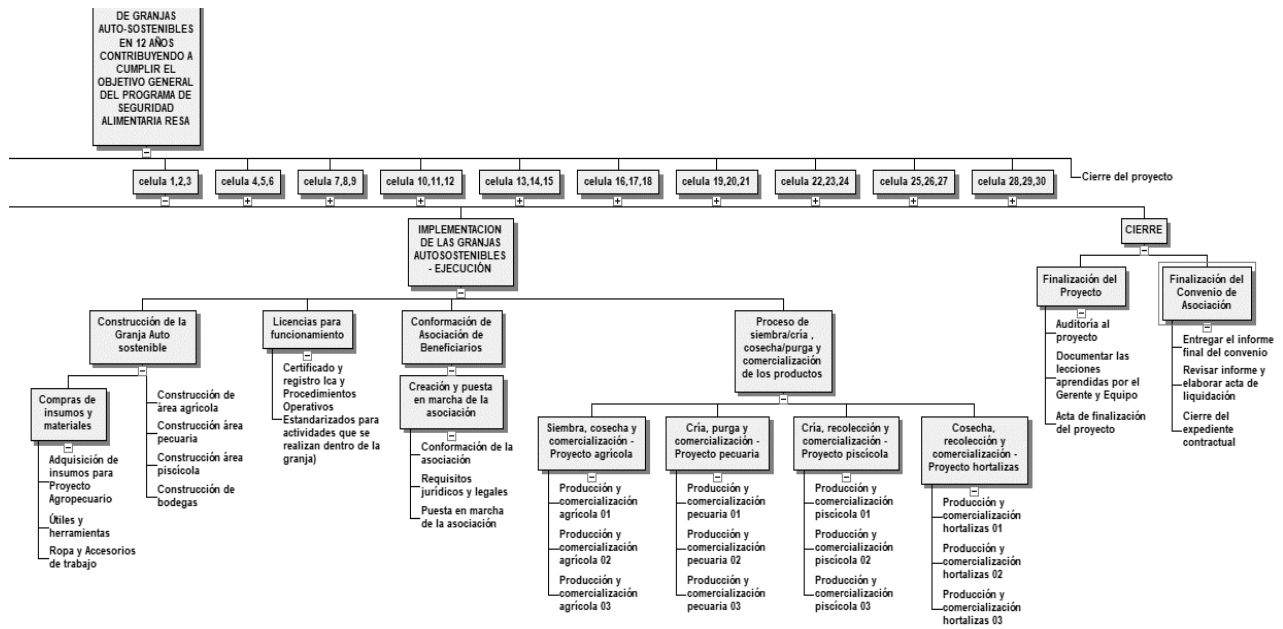 DE GRANJAS
AUTO-SOSTENIBLES
EN 12 AÑOS
CONTRIBUYENDO A
CUMPLIR EL
OBJETIVO GENERAL
DEL PROGRAMA DE
SEGURIDAD
ALIMENTARIA RESA
celula 1,2,3
celula 4,5,6
celula 7,8,9
celula 10,11,12
celula 13,14,15
celula 16,17,18
celula 19,20,21
celula 22,23,24
celula 25,26,27
celula 28,29,30
Cierre del proyecto
IMPLEMENTACION
DE LAS GRANJAS
AUTOSOSTENIBLES
- EJECUCIÓN
CIERRE
Construcción de la
Granja Auto
sostenible
Compras de
insumos y
materiales
Adquisición de
insumos para
Proyecto
Agropecuario
Útiles y
herramientas
Ropa y Accesorios
de trabajo
Construcción de
área agrícola
Construcción área
pecuaria
Construcción área
piscícola
Construcción de
bodegas
Licencias para
funcionamiento
Certificado y
registro Ica y
Procedimientos
Operativos
Estandarizados para
actividades que se
realizan dentro de la
granja)
Conformación de
Asociación de
Beneficiarios
Creación y puesta
en marcha de la
asociación
Conformación de la
asociación
Requisitos
jurídicos y legales
Puesta en marcha
de la asociación
Proceso de
siembra/cría ,
cosecha/purga y
comercialización
de los productos
Siembra, cosecha y
comercialización -
Proyecto agrícola
Producción y
comercialización
agrícola 01
Producción y
comercialización
agrícola 02
Producción y
comercialización
agrícola 03
Cría, purga y
comercialización -
Proyecto pecuaria
Producción y
comercialización
pecuaria 01
Producción y
comercialización
pecuaria 02
Producción y
comercialización
pecuaria 03
Cría, recolección y
comercialización -
Proyecto piscícola
Producción y
comercialización
piscícola 01
Producción y
comercialización
piscícola 02
Producción y
comercialización
piscícola 03
Cosecha,
recolección y
comercialización -
Proyecto hortalizas
Producción y
comercialización
hortalizas 01
Producción y
comercialización
hortalizas 02
Producción y
comercialización
hortalizas 03
Finalización del
Proyecto
Auditoría al
proyecto
Documentar las
lecciones
aprendidas por el
Gerente y Equipo
Acta de finalización
del proyecto
Finalización del
Convenio de
Asociación
Entregar el informe
final del convenio
Revisar informe y
elaborar acta de
liquidación
Cierre del
expediente
contractual